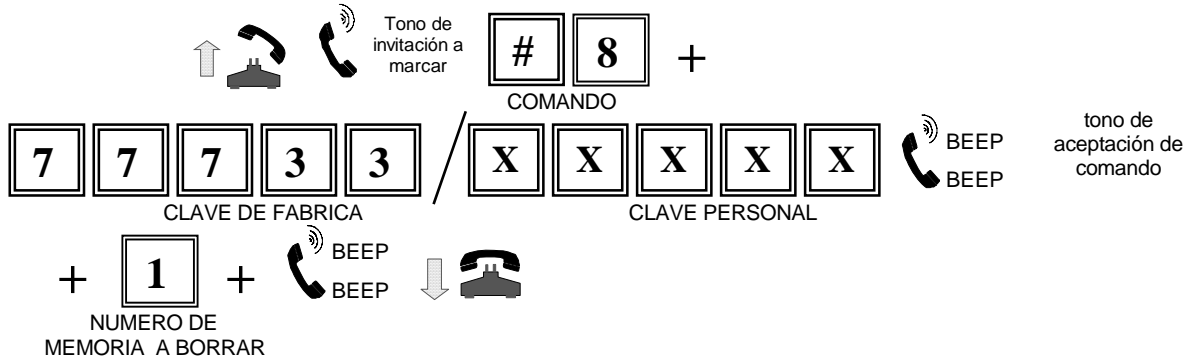 Tono de
invitación a
marcar
# 8 +
COMANDO
7 7 7 3 3 / X X X X X
BEEP
BEEP
tono de
aceptación de
comando
CLAVE DE FABRICA
CLAVE PERSONAL
+ 1 +
BEEP
BEEP
NUMERO DE
MEMORIA A BORRAR